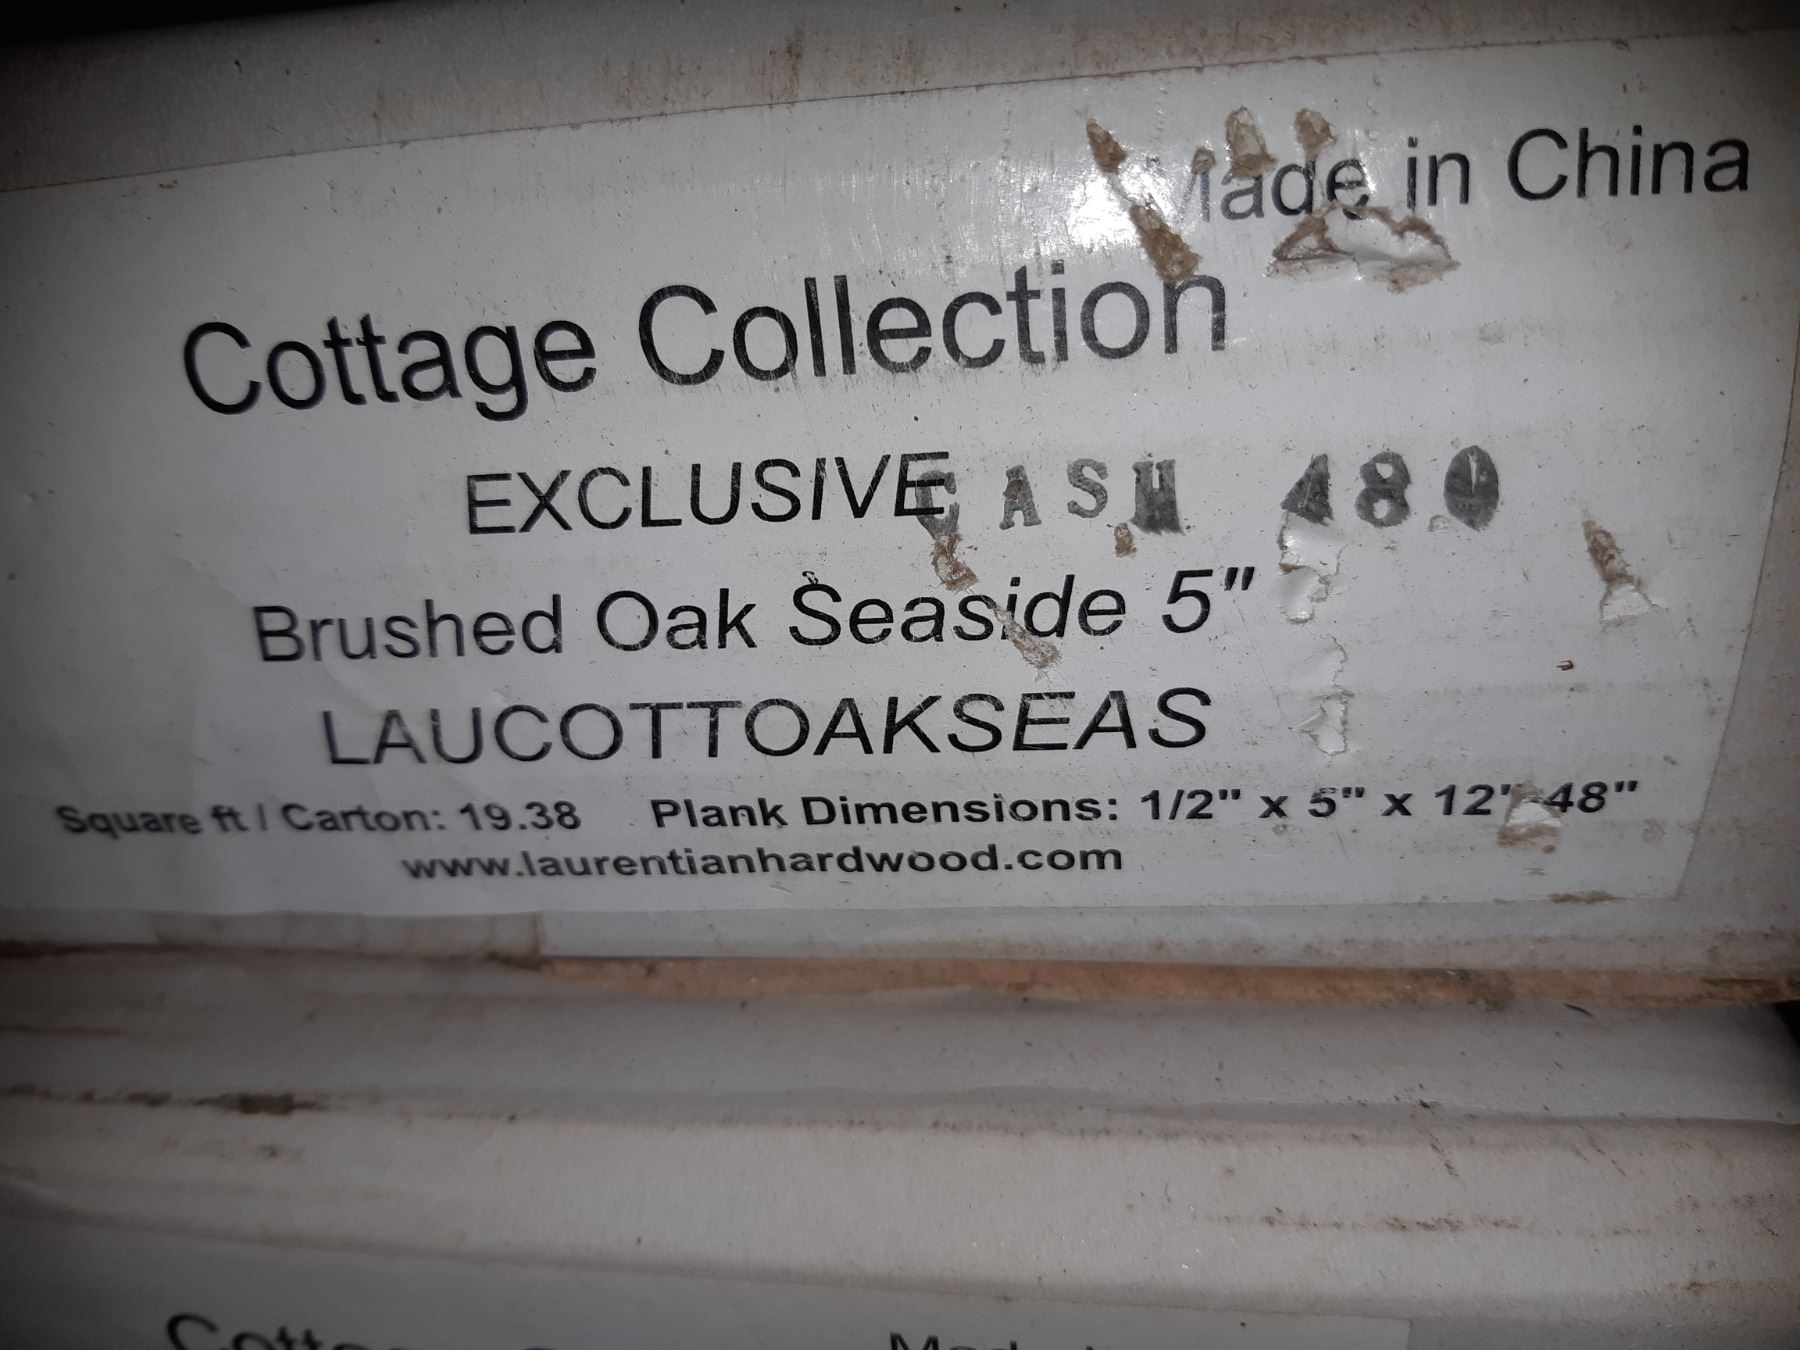 Made in China
Cottage Collection
EXCLUSIVE CASH 480
Brushed Oak Seaside 5"
LAUCOTTOAKSEAS
Square ft / Carton: 19.38 Plank Dimensions: 1/2" x 5" x 12"-48"
www.laurentianhardwood.com